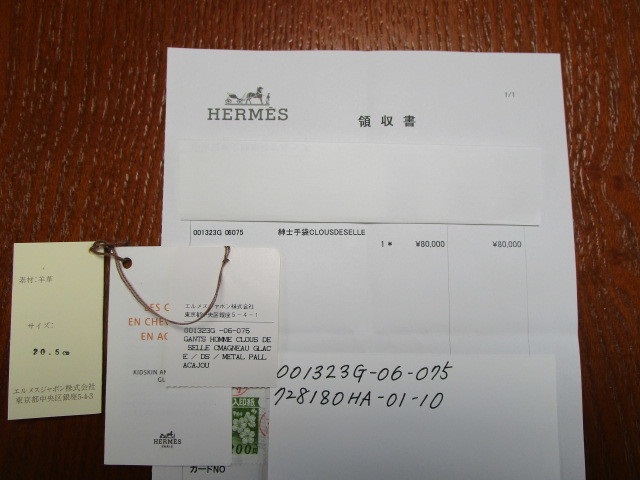 1/1
HERMÈS
領収書
001323G 06075 紳士手袋CLOUSDESELLE
1 * ¥80,000 ¥80,000
素材:羊革
サイズ:
20.5cm
エルメスジャポン株式会社
東京都中央区銀座5-4-3
LES C
EN CHEV
EN AG
KIDSKIN AN
GL
HERMÈS
PARIS
エルメスジャポン株式会社
東京都中央区銀座5-4-1
001323G -06-075
GANTS HOMME CLOUS DE
SELLE CMAGNEAU GLAC
E / DS / METAL PALL
ACAJOU
001323G-06-075
728180HA-01-10
入印紙
200
カードNO